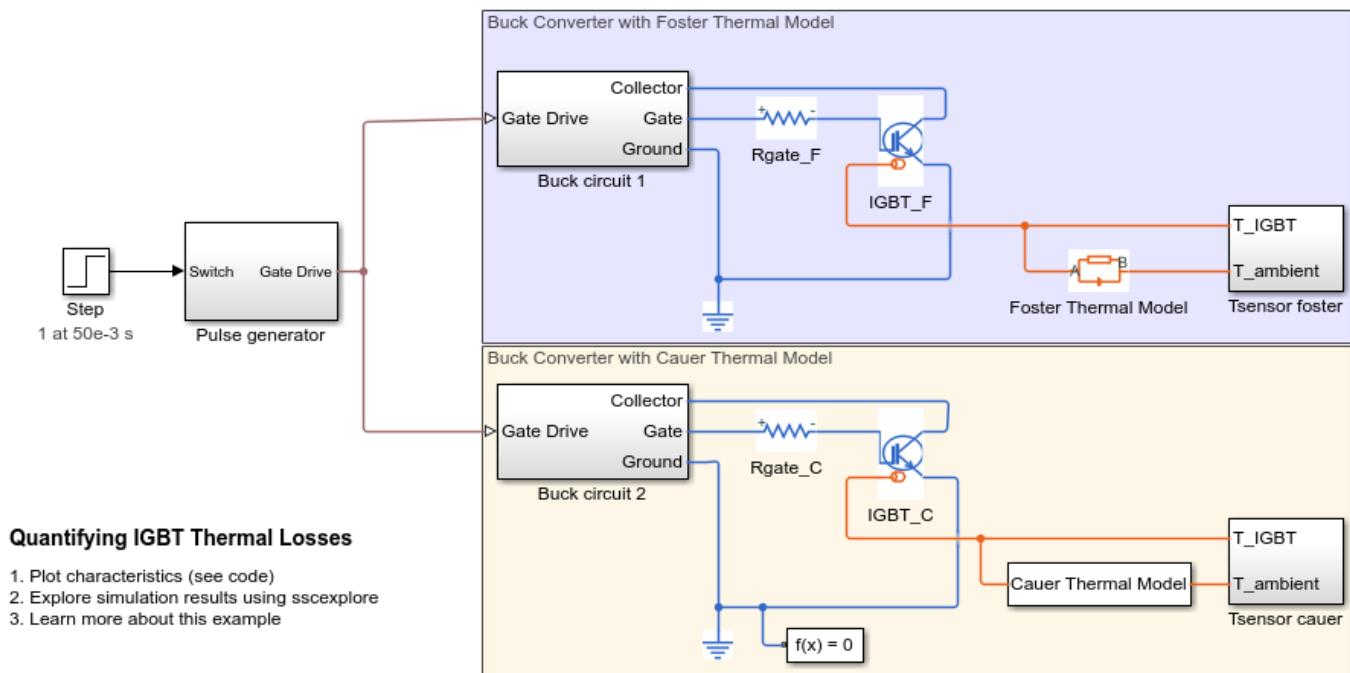 Buck Converter with Foster Thermal Model
Collector
Gate Drive
Gate
Ground
Buck circuit 1
+
-
Rgate_F
IGBT_F
T_IGBT
T_ambient
A
B
Foster Thermal Model
Tsensor foster
Step
1 at 50e-3 s
Switch
Gate Drive
Pulse generator
Buck Converter with Cauer Thermal Model
Collector
Gate Drive
Gate
Ground
Buck circuit 2
+
-
Rgate_C
IGBT_C
T_IGBT
Cauer Thermal Model
T_ambient
Tsensor cauer
f(x) = 0
Quantifying IGBT Thermal Losses
1. Plot characteristics (see code)
2. Explore simulation results using sscexplore
3. Learn more about this example